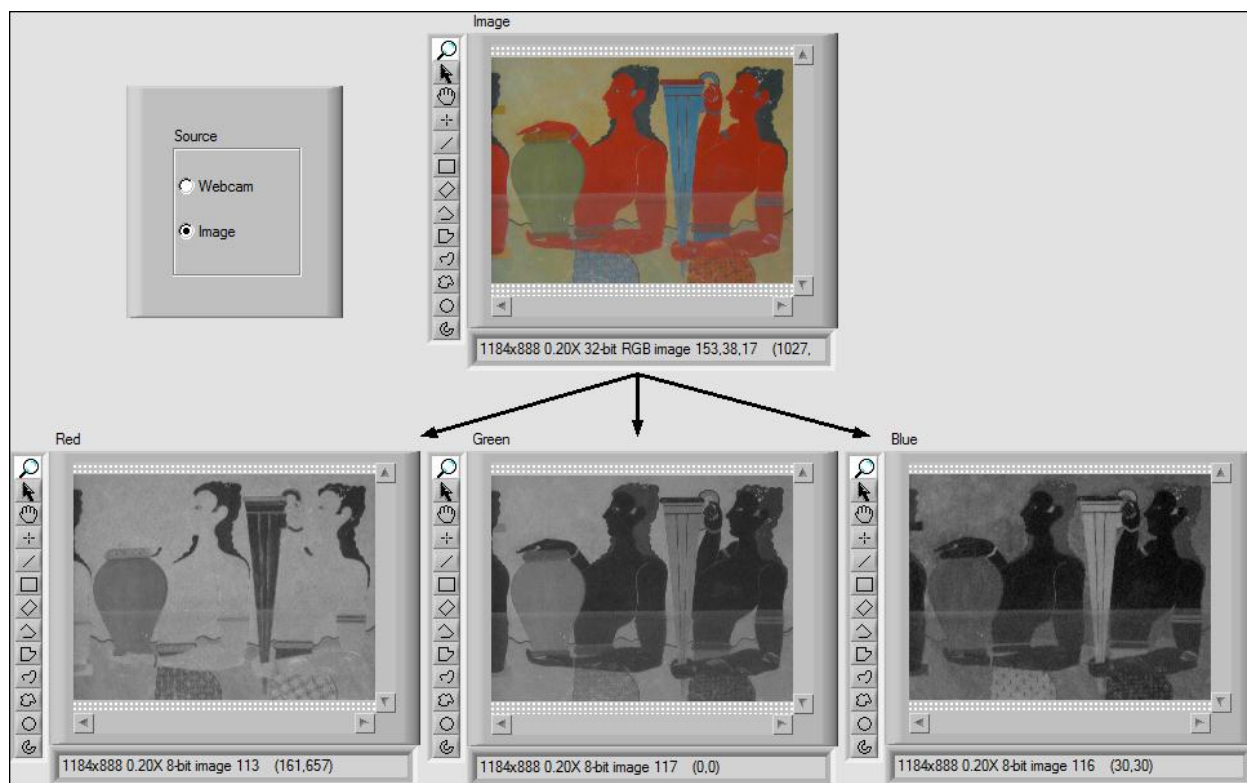 Image
Source
Webcam
Image
1184x888 0.20X 32-bit RGB image 153,38,17 (1027,
Red
Green
Blue
1184x888 0.20X 8-bit image 113 (161,657)
1184x888 0.20X 8-bit image 117 (0,0)
1184x888 0.20X 8-bit image 116 (30,30)